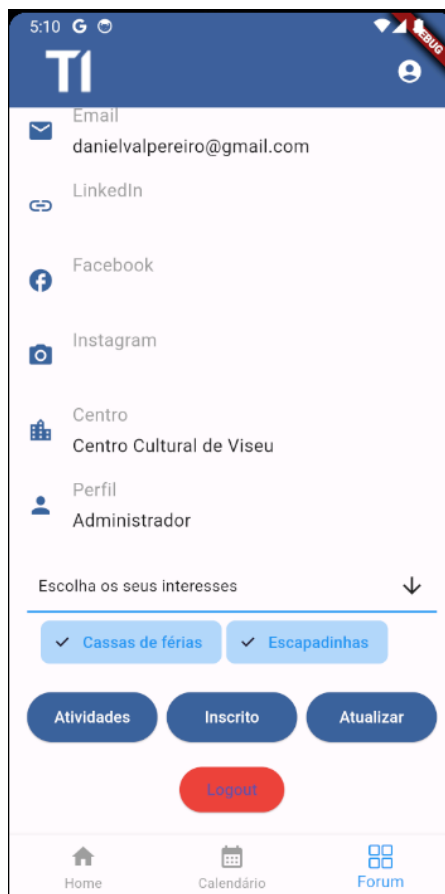 5:10 G
DEBUG
T1
Email
danielvalpereiro@gmail.com
LinkedIn
Facebook
Instagram
Centro
Centro Cultural de Viseu
Perfil
Administrador
Escolha os seus interesses
Cassas de férias Escapadinhas
Atividades Inscrito Atualizar
Logout
Home Calendário Forum